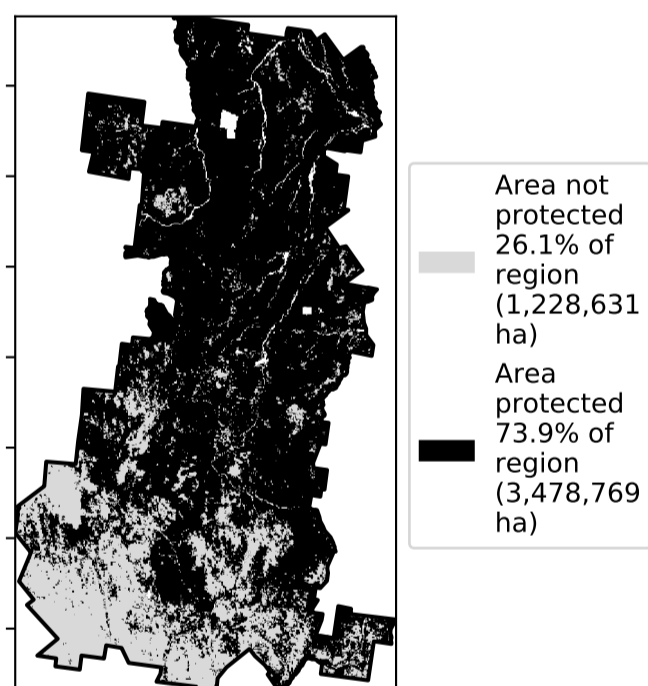 Area not
protected
26.1% of
region
(1,228,631
ha)
Area
protected
73.9% of
region
(3,478,769
ha)